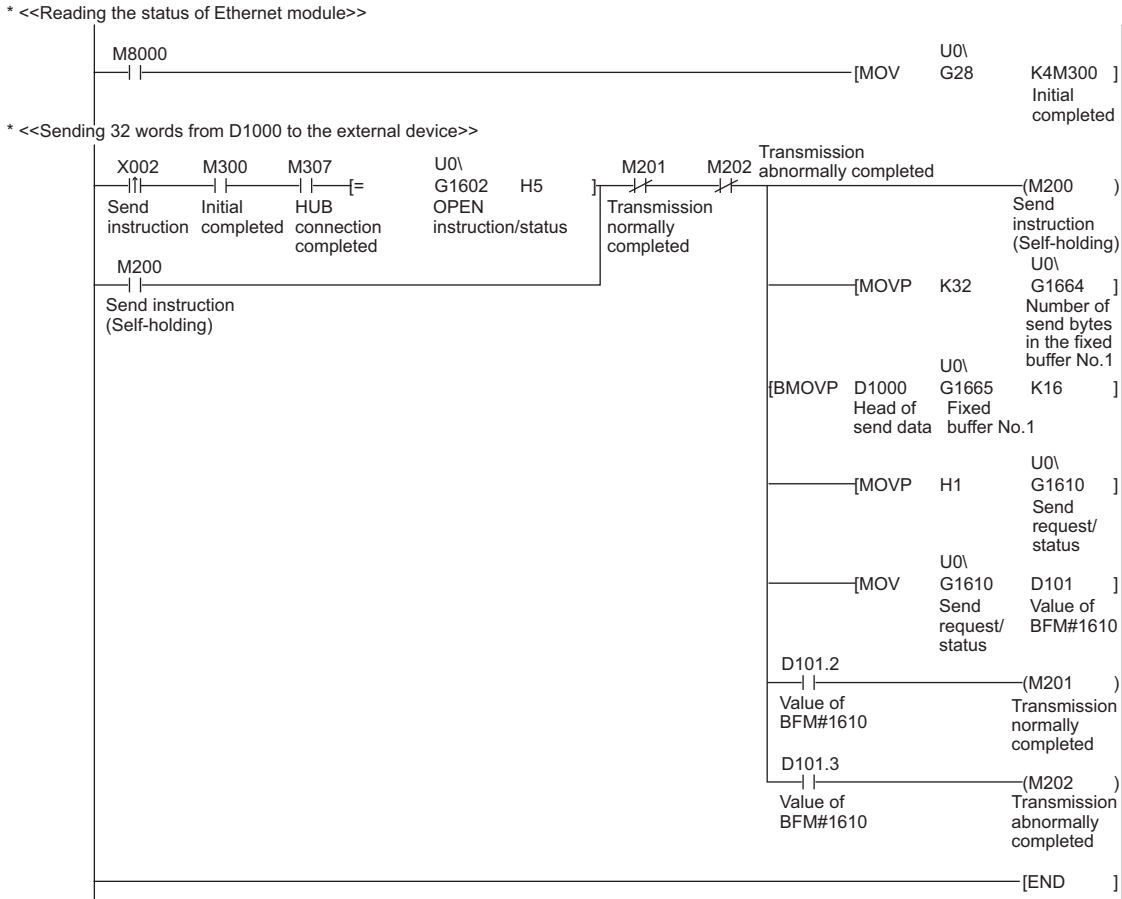 * <<Reading the status of Ethernet module>>
M8000
U0\
[MOV G28 K4M300 ]
Initial
completed
* <<Sending 32 words from D1000 to the external device>>
X002 M300 M307 [= U0\ G1602 H5 ] M201 M202
Send
instruction
Initial
completed
HUB
connection
completed
OPEN
instruction/status
Transmission
normally
completed
Transmission
abnormally completed
(M200 )
Send
instruction
(Self-holding)
M200
Send instruction
(Self-holding)
U0\
[MOVP K32 G1664 ]
Number of
send bytes
in the fixed
buffer No.1
U0\
[BMOVP D1000 G1665 K16 ]
Head of
send data
Fixed
buffer No.1
U0\
[MOVP H1 G1610 ]
Send
request/
status
U0\
[MOV G1610 D101 ]
Send
request/
status
Value of
BFM#1610
D101.2
(M201 )
Value of
BFM#1610
Transmission
normally
completed
D101.3
(M202 )
Value of
BFM#1610
Transmission
abnormally
completed
[END ]